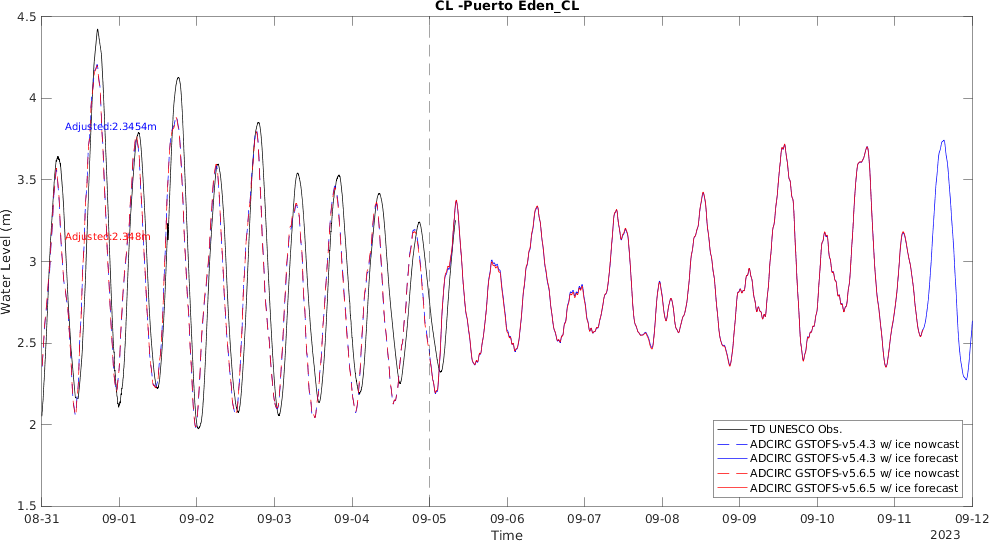 CL -Puerto Eden_CL
4.5
4
3.5
3
2.5
2
1.5
Water Level (m)
Adjusted:2.3454m
Adjusted:2.348m
TD UNESCO Obs.
ADCIRC GSTOFS-v5.4.3 w/ ice nowcast
ADCIRC GSTOFS-v5.4.3 w/ ice forecast
ADCIRC GSTOFS-v5.6.5 w/ ice nowcast
ADCIRC GSTOFS-v5.6.5 w/ ice forecast
08-31 09-01 09-02 09-03 09-04 09-05 09-06 09-07 09-08 09-09 09-10 09-11 09-12
Time
2023